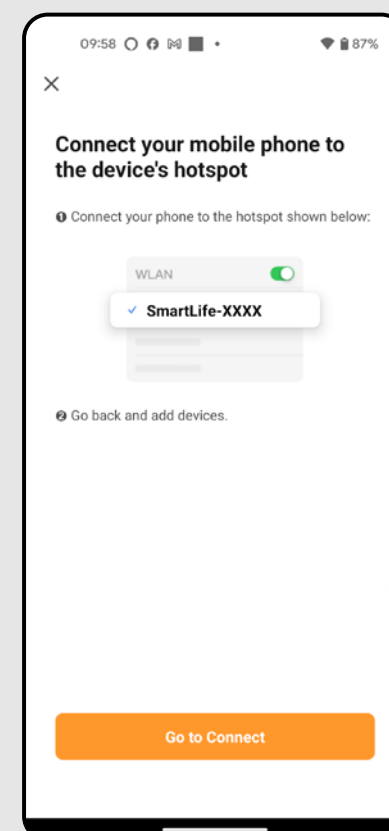 09:58
87%
Connect your mobile phone to
the device's hotspot
❶ Connect your phone to the hotspot shown below:
WLAN
SmartLife-XXXX
❷ Go back and add devices.
Go to Connect